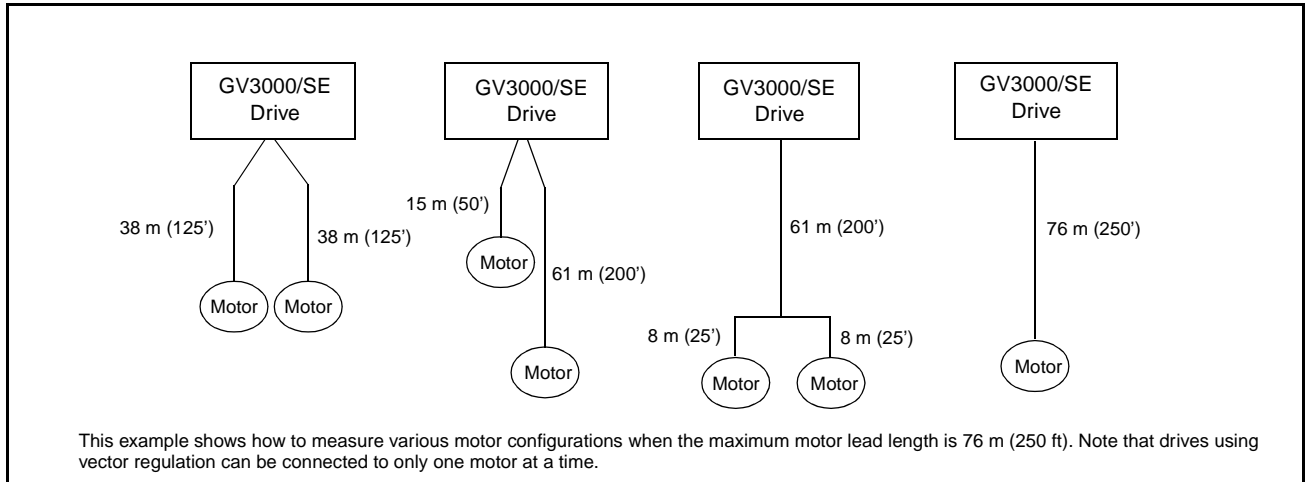 GV3000/SE
Drive
GV3000/SE
Drive
GV3000/SE
Drive
GV3000/SE
Drive
38 m (125’)
38 m (125’)
Motor
Motor
15 m (50’)
Motor
61 m (200’)
Motor
61 m (200’)
8 m (25’)
8 m (25’)
Motor
Motor
76 m (250’)
Motor
This example shows how to measure various motor configurations when the maximum motor lead length is 76 m (250 ft). Note that drives using
vector regulation can be connected to only one motor at a time.